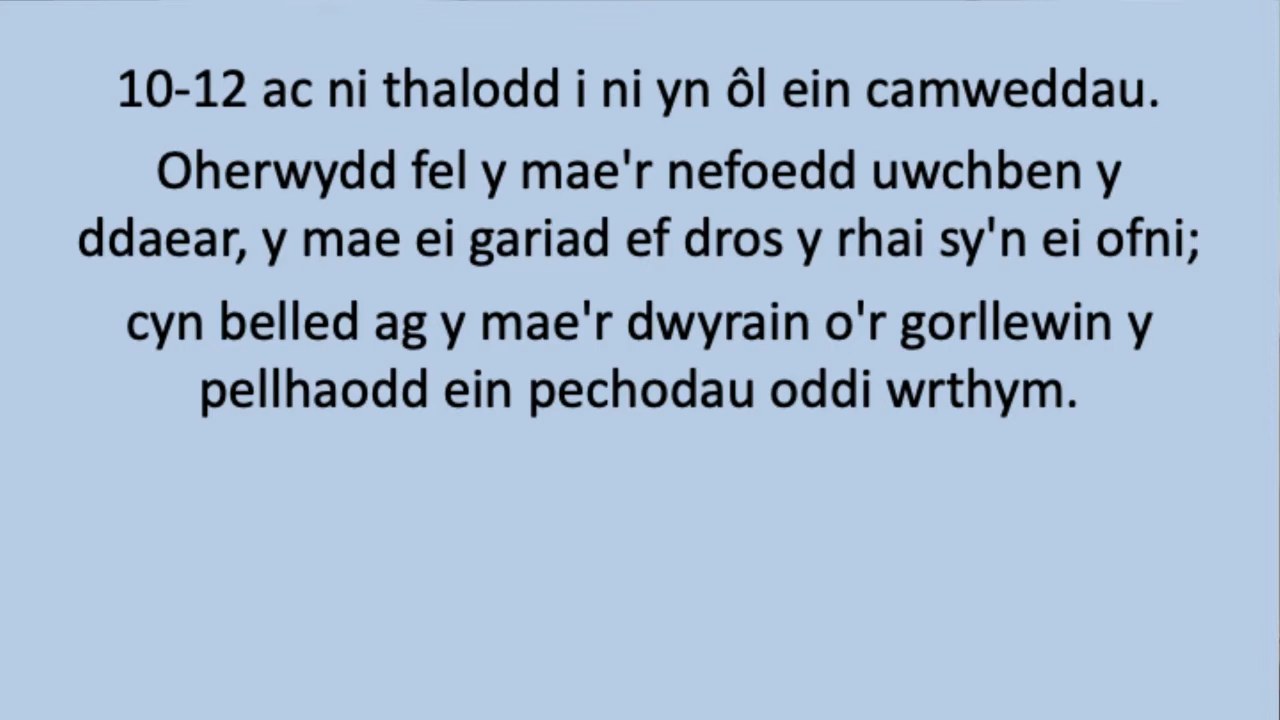 10-12 ac ni thalodd i ni yn ôl ein camweddau.
Oherwydd fel y mae'r nefoedd uwchben y
ddaear, y mae ei gariad ef dros y rhai sy'n ei ofni;
cyn belled ag y mae'r dwyrain o'r gorllewin y
pellhaodd ein pechodau oddi wrthym.